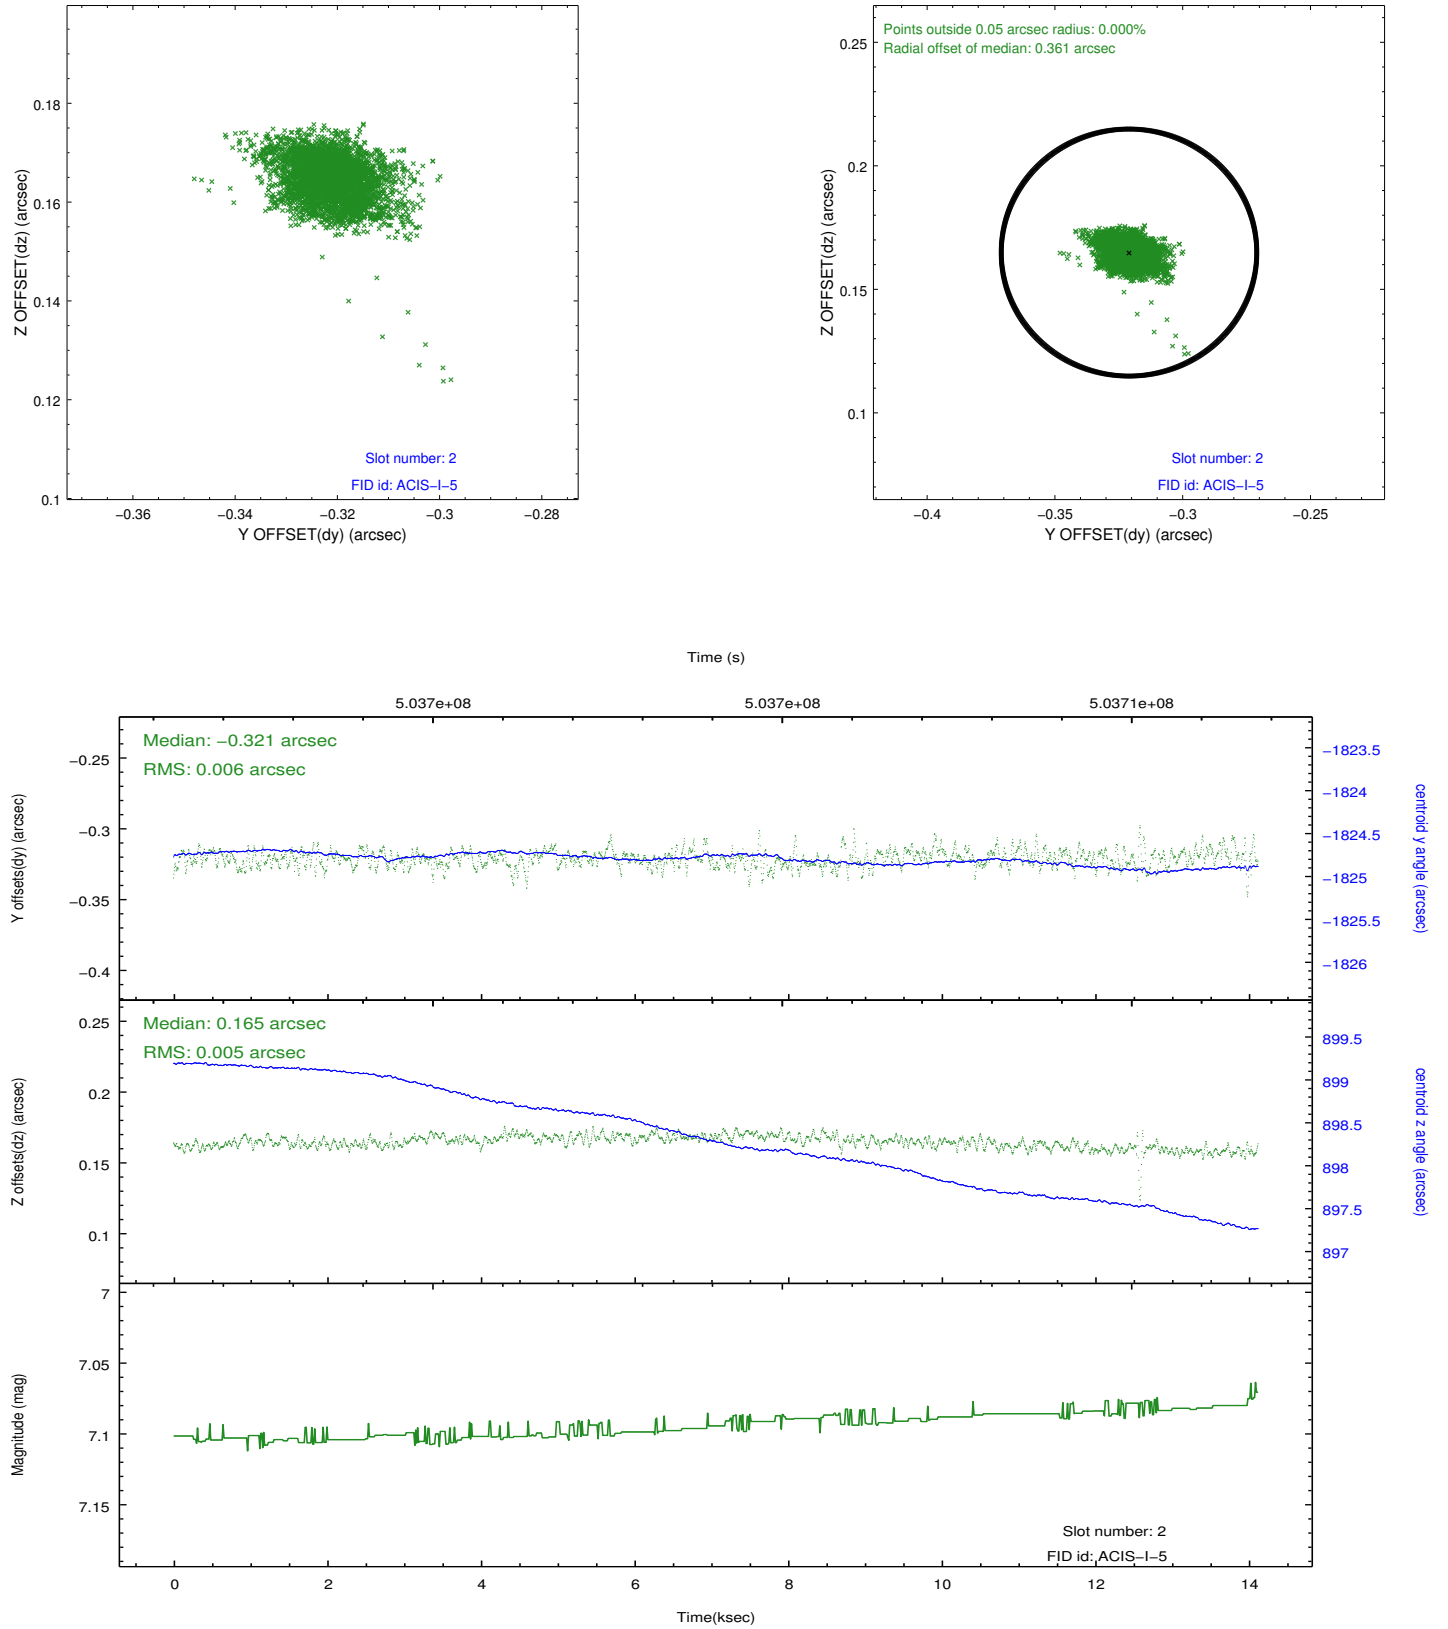 0.18
0.16
0.14
0.12
0.1
Z OFFSET(dz) (arcsec)
−0.36
−0.34
−0.32
−0.3
−0.28
Y OFFSET(dy) (arcsec)
Slot number: 2
FID id: ACIS−I−5
Points outside 0.05 arcsec radius: 0.000%
Radial offset of median: 0.361 arcsec
0.25
0.2
0.15
0.1
Z OFFSET(dz) (arcsec)
−0.4
−0.35
−0.3
−0.25
Y OFFSET(dy) (arcsec)
Slot number: 2
FID id: ACIS−I−5
Time (s)
5.037e+08
5.037e+08
5.0371e+08
Median: −0.321 arcsec
RMS: 0.006 arcsec
−0.25
−0.3
−0.35
−0.4
Y offsets(dy) (arcsec)
−1823.5
−1824
−1824.5
−1825
−1825.5
−1826
centroid y angle (arcsec)
Median: 0.165 arcsec
RMS: 0.005 arcsec
0.25
0.2
0.15
0.1
Z offsets(dz) (arcsec)
899.5
899
898.5
898
897.5
897
centroid z angle (arcsec)
7
7.05
7.1
7.15
Magnitude (mag)
Slot number: 2
FID id: ACIS−I−5
0
2
4
6
8
10
12
14
Time(ksec)